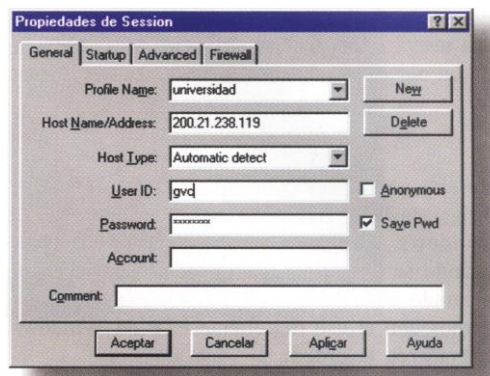 Propiedades de Session
General Startup Advanced Firewall
Profile Name: universidad New
Host Name/Address: 200.21.238.119 Delete
Host Type: Automatic detect
User ID: gvc Anonymous
Password: ******** Save Pwd
Account:
Comment:
Aceptar Cancelar Aplicar Ayuda